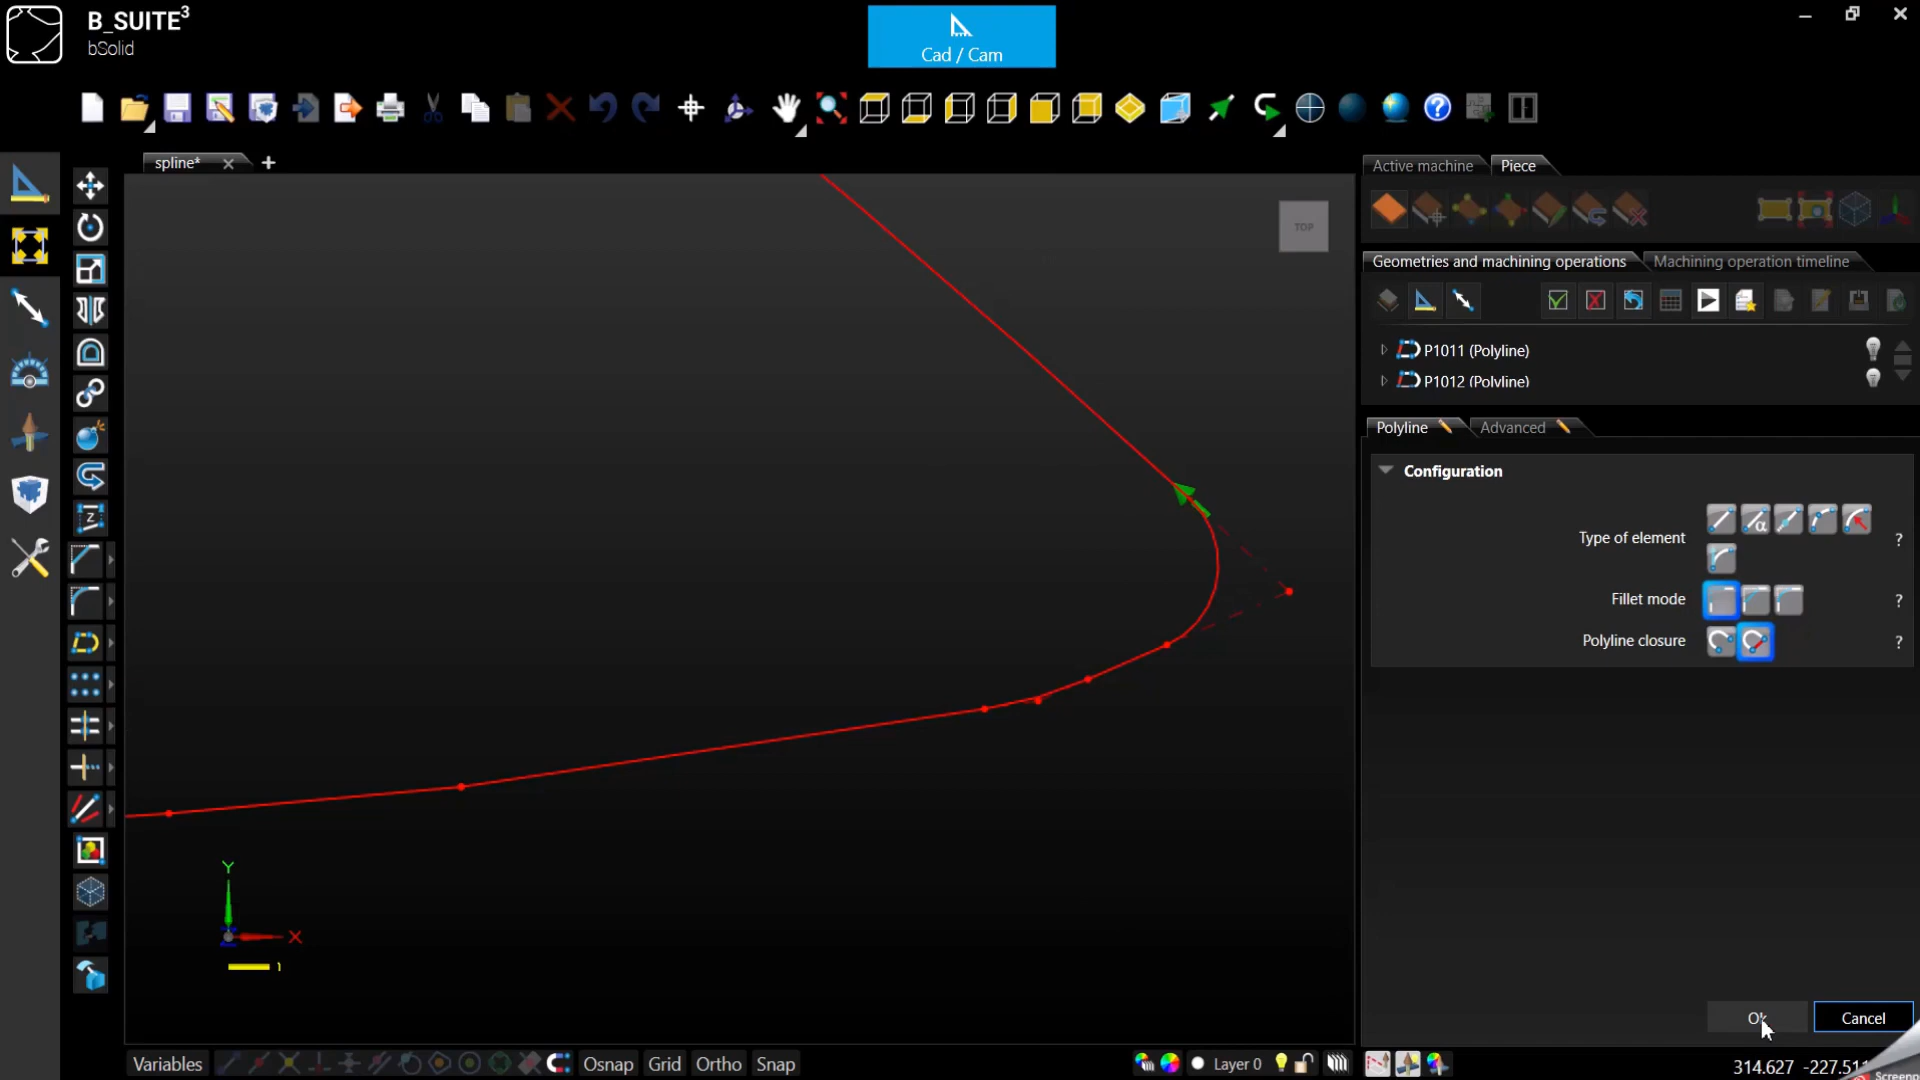 B_SUITE³
bSolid
Cad / Cam
spline*
TOP
Active machine
Piece
Geometries and machining operations
Machining operation timeline
P1011 (Polyline)
P1012 (Polyline)
Polyline
Advanced
Configuration
Type of element
?
Fillet mode
?
Polyline closure
?
Y
X
1
Ok
Cancel
Variables
Osnap
Grid
Ortho
Snap
Layer 0
314.627